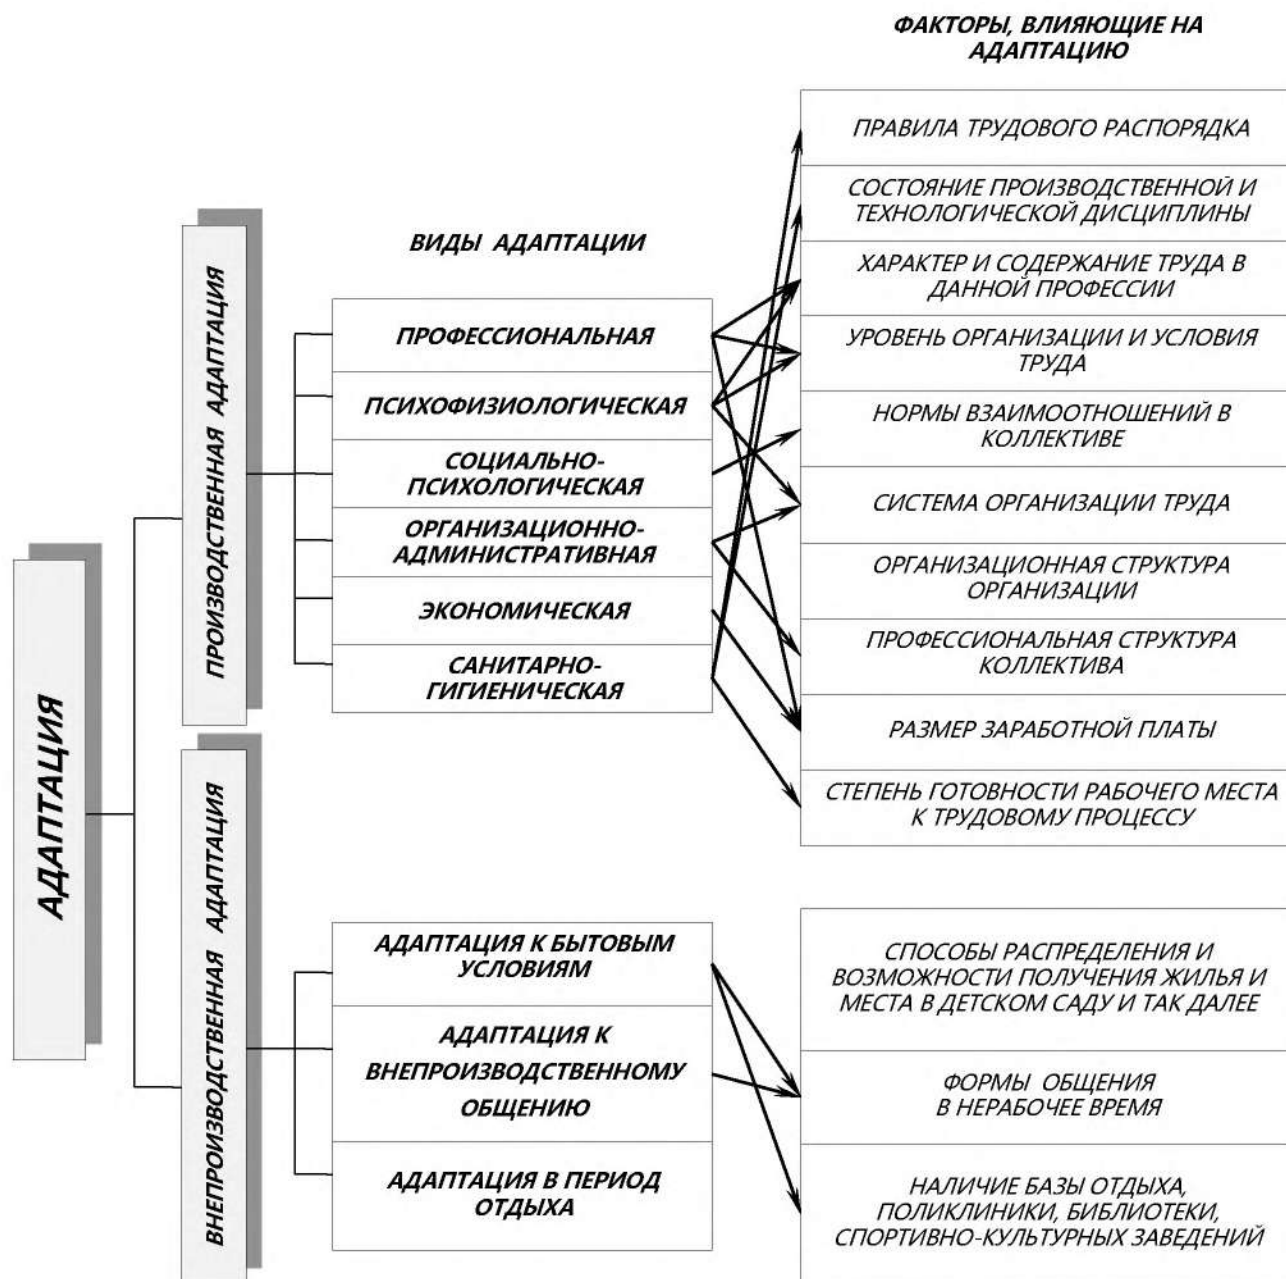 ФАКТОРЫ, ВЛИЯЮЩИЕ НА
АДАПТАЦИЮ
ПРАВИЛА ТРУДОВОГО РАСПОРЯДКА
СОСТОЯНИЕ ПРОИЗВОДСТВЕННОЙ И
ТЕХНОЛОГИЧЕСКОЙ ДИСЦИПЛИНЫ
ХАРАКТЕР И СОДЕРЖАНИЕ ТРУДА В
ДАННОЙ ПРОФЕССИИ
УРОВЕНЬ ОРГАНИЗАЦИИ И УСЛОВИЯ
ТРУДА
НОРМЫ ВЗАИМООТНОШЕНИЙ В
КОЛЛЕКТИВЕ
СИСТЕМА ОРГАНИЗАЦИИ ТРУДА
ОРГАНИЗАЦИОННАЯ СТРУКТУРА
ОРГАНИЗАЦИИ
ПРОФЕССИОНАЛЬНАЯ СТРУКТУРА
КОЛЛЕКТИВА
РАЗМЕР ЗАРАБОТНОЙ ПЛАТЫ
СТЕПЕНЬ ГОТОВНОСТИ РАБОЧЕГО МЕСТА
К ТРУДОВОМУ ПРОЦЕССУ
ВИДЫ АДАПТАЦИИ
ПРОФЕССИОНАЛЬНАЯ
ПСИХОФИЗИОЛОГИЧЕСКАЯ
СОЦИАЛЬНО-
ПСИХОЛОГИЧЕСКАЯ
ОРГАНИЗАЦИОННО-
АДМИНИСТРАТИВНАЯ
ЭКОНОМИЧЕСКАЯ
САНИТАРНО-
ГИГИЕНИЧЕСКАЯ
ПРОИЗВОДСТВЕННАЯ АДАПТАЦИЯ
АДАПТАЦИЯ
ВНЕПРОИЗВОДСТВЕННАЯ АДАПТАЦИЯ
АДАПТАЦИЯ К БЫТОВЫМ
УСЛОВИЯМ
АДАПТАЦИЯ К
ВНЕПРОИЗВОДСТВЕННОМУ
ОБЩЕНИЮ
АДАПТАЦИЯ В ПЕРИОД
ОТДЫХА
СПОСОБЫ РАСПРЕДЕЛЕНИЯ И
ВОЗМОЖНОСТИ ПОЛУЧЕНИЯ ЖИЛЬЯ И
МЕСТА В ДЕТСКОМ САДУ И ТАК ДАЛЕЕ
ФОРМЫ ОБЩЕНИЯ
В НЕРАБОЧЕЕ ВРЕМЯ
НАЛИЧИЕ БАЗЫ ОТДЫХА,
ПОЛИКЛИНИКИ, БИБЛИОТЕКИ,
СПОРТИВНО-КУЛЬТУРНЫХ ЗАВЕДЕНИЙ